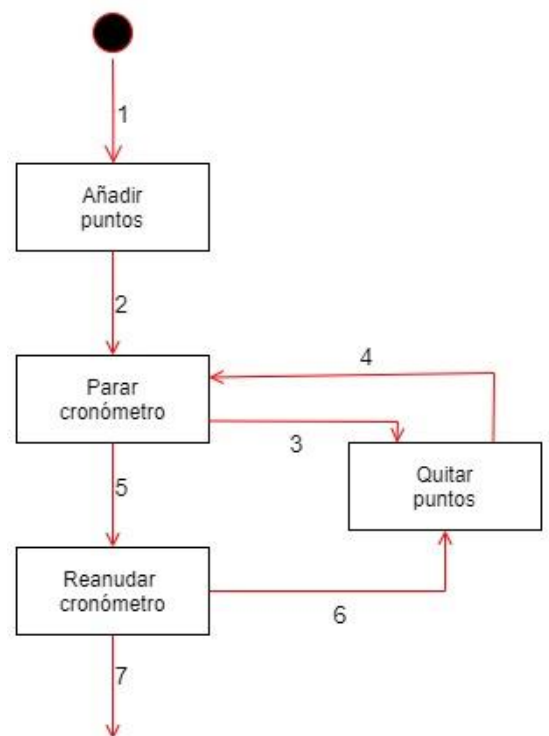 1
Añadir
puntos
2
4
Parar
cronómetro
3
Quitar
puntos
5
Reanudar
cronómetro
6
7